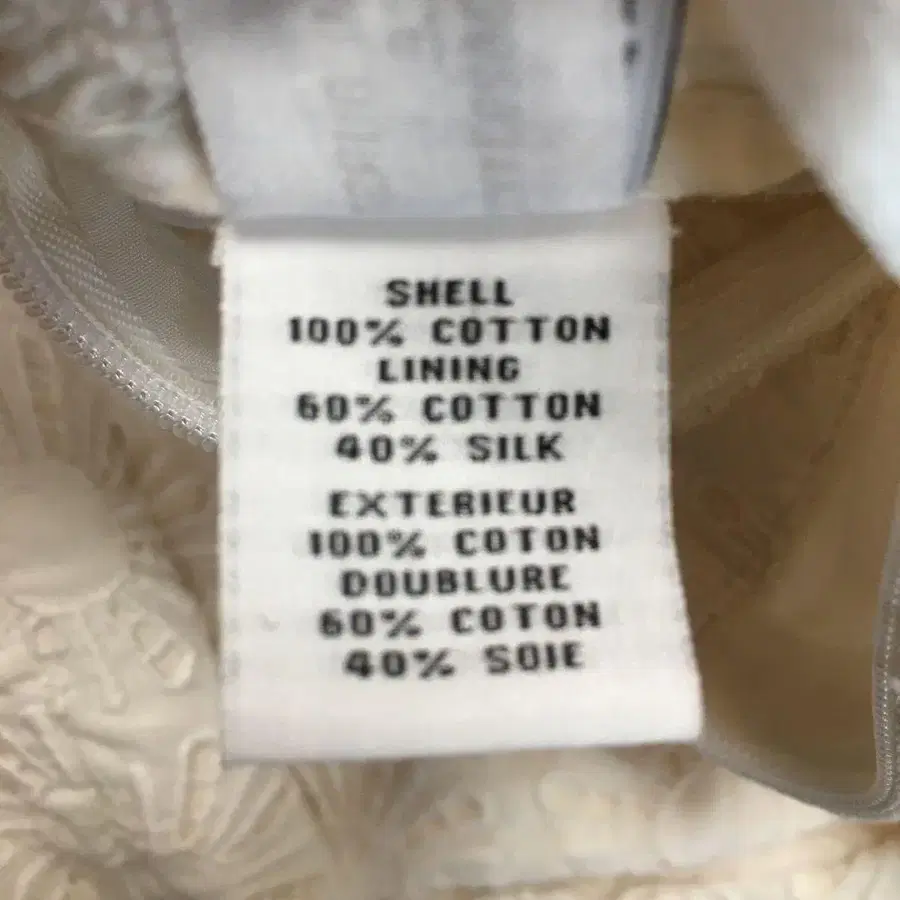 SHELL
100% COTTON
LINING
60% COTTON
40% SILK
EXTERIEUR
100% COTON
DOUBLURE
60% COTON
40% SOIE